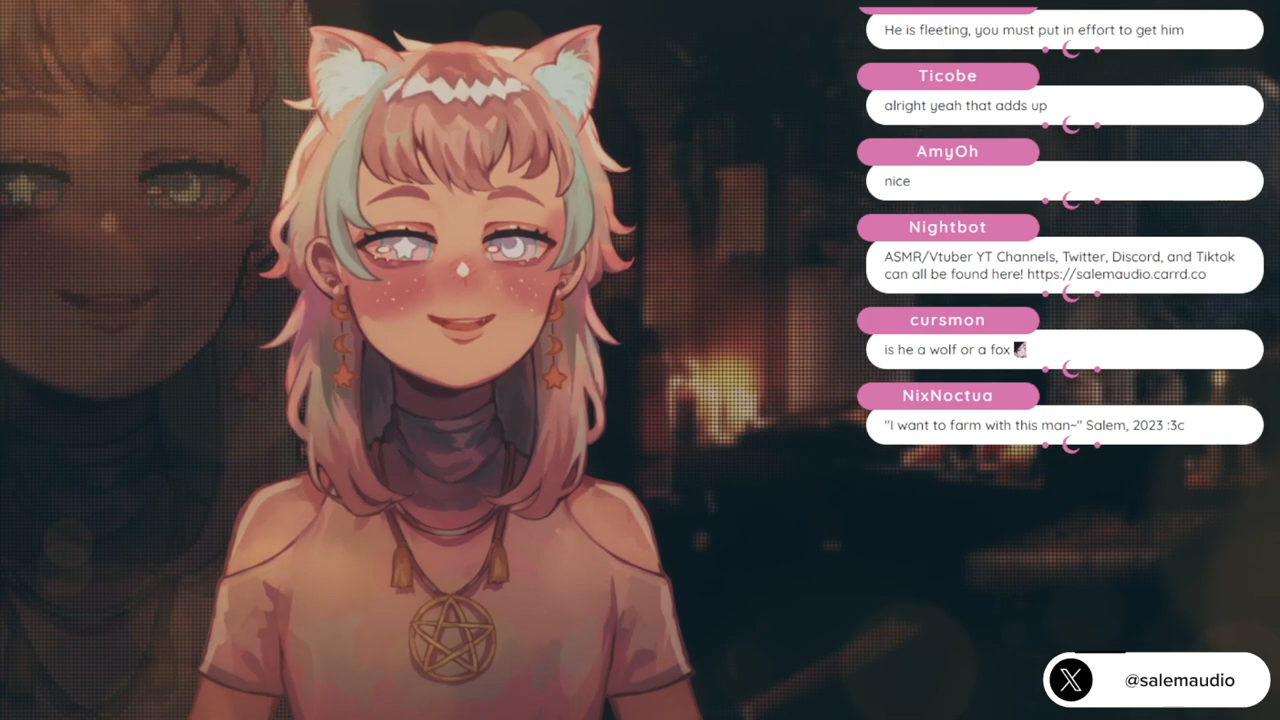 He is fleeting, you must put in effort to get him
Ticobe
alright yeah that adds up
AmyOh
nice
Nightbot
ASMR/Vtuber YT Channels, Twitter, Discord, and Tiktok
can all be found here! https://salemaudio.carrd.co
cursmon
is he a wolf or a fox
NixNoctua
"I want to farm with this man~" Salem, 2023 :3c
@salemaudio